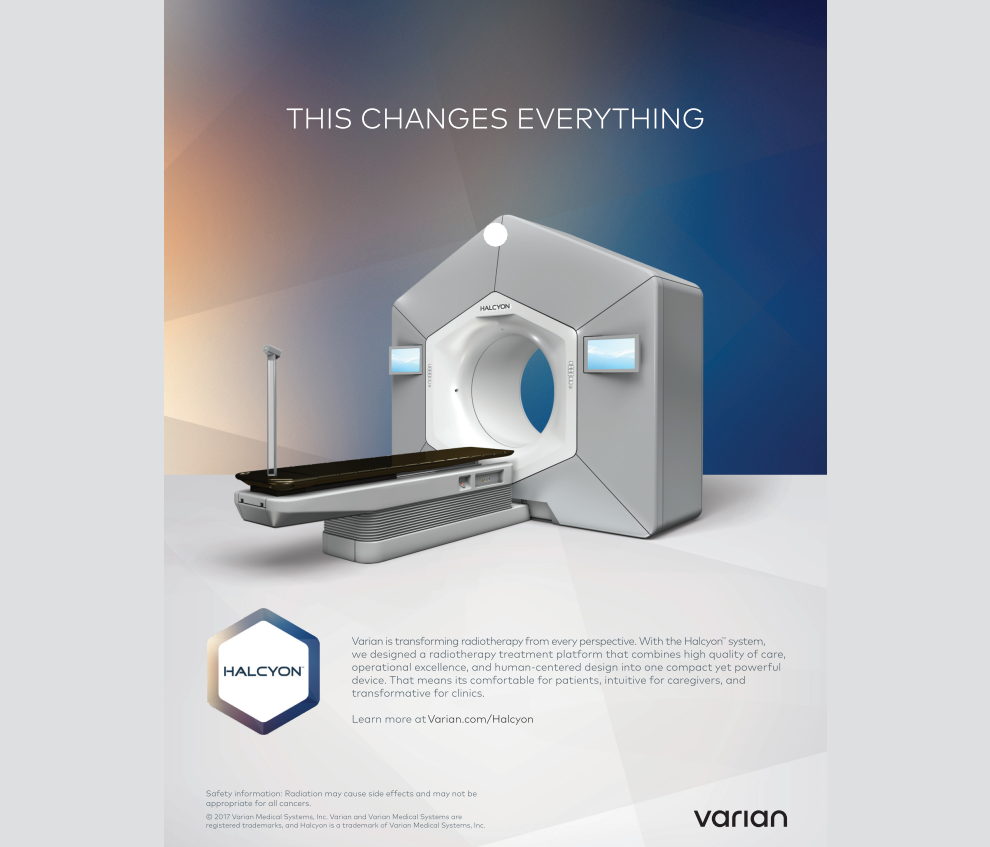 THIS CHANGES EVERYTHING
HALCYON
HALCYON™
Varian is transforming radiotherapy from every perspective. With the Halcyon™ system,
we designed a radiotherapy treatment platform that combines high quality of care,
operational excellence, and human-centered design into one compact yet powerful
device. That means its comfortable for patients, intuitive for caregivers, and
transformative for clinics.
Learn more at Varian.com/Halcyon
Safety information: Radiation may cause side effects and may not be
appropriate for all cancers.
© 2017 Varian Medical Systems, Inc. Varian and Varian Medical Systems are
registered trademarks, and Halcyon is a trademark of Varian Medical Systems, Inc.
varian